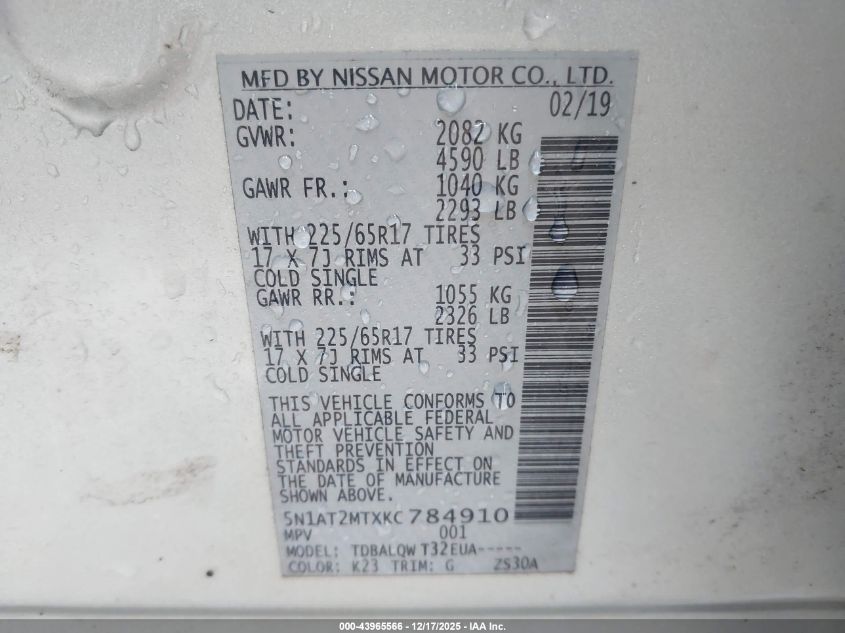 MFD BY NISSAN MOTOR CO., LTD.
DATE: 02/19
GVWR: 2082 KG
4590 LB
GAWR FR.: 1040 KG
2293 LB
WITH 225/65R17 TIRES
17 X 7J RIMS AT 33 PSI
COLD SINGLE
GAWR RR.: 1055 KG
2326 LB
WITH 225/65R17 TIRES
17 X 7J RIMS AT 33 PSI
COLD SINGLE
THIS VEHICLE CONFORMS TO
ALL APPLICABLE FEDERAL
MOTOR VEHICLE SAFETY AND
THEFT PREVENTION
STANDARDS IN EFFECT ON
THE DATE OF MANUFACTURE
SHOWN ABOVE.
5N1AT2MTXKC784910
MPV 001
MODEL: TDBALQW T32EUA-----
COLOR: K23 TRIM: G ZS30A
000-43965566 - 12/17/2025 - IAA Inc.